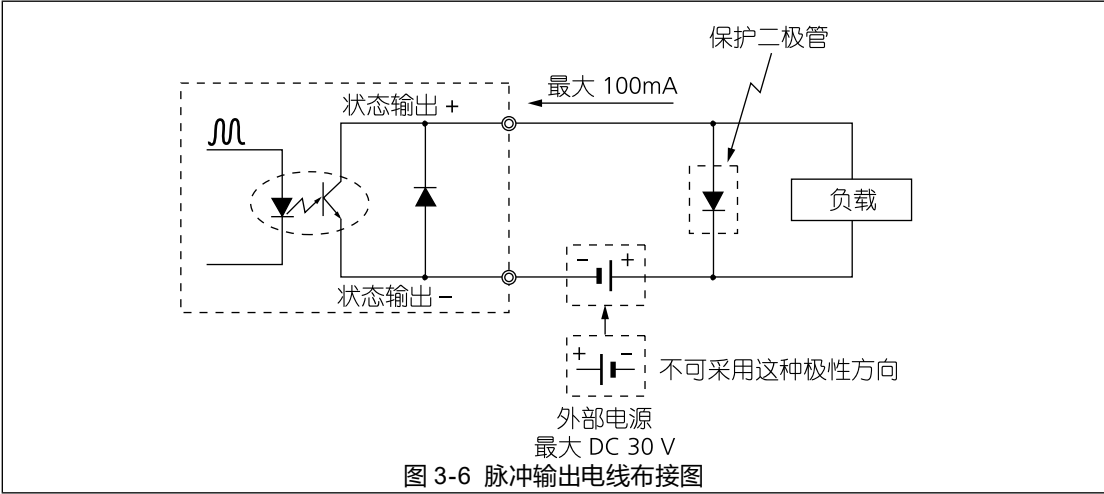 保护二极管
最大 100mA
状态输出 +
负载
- +
状态输出 -
+ -
不可采用这种极性方向
外部电源
最大 DC 30 V
图 3-6 脉冲输出电线布接图